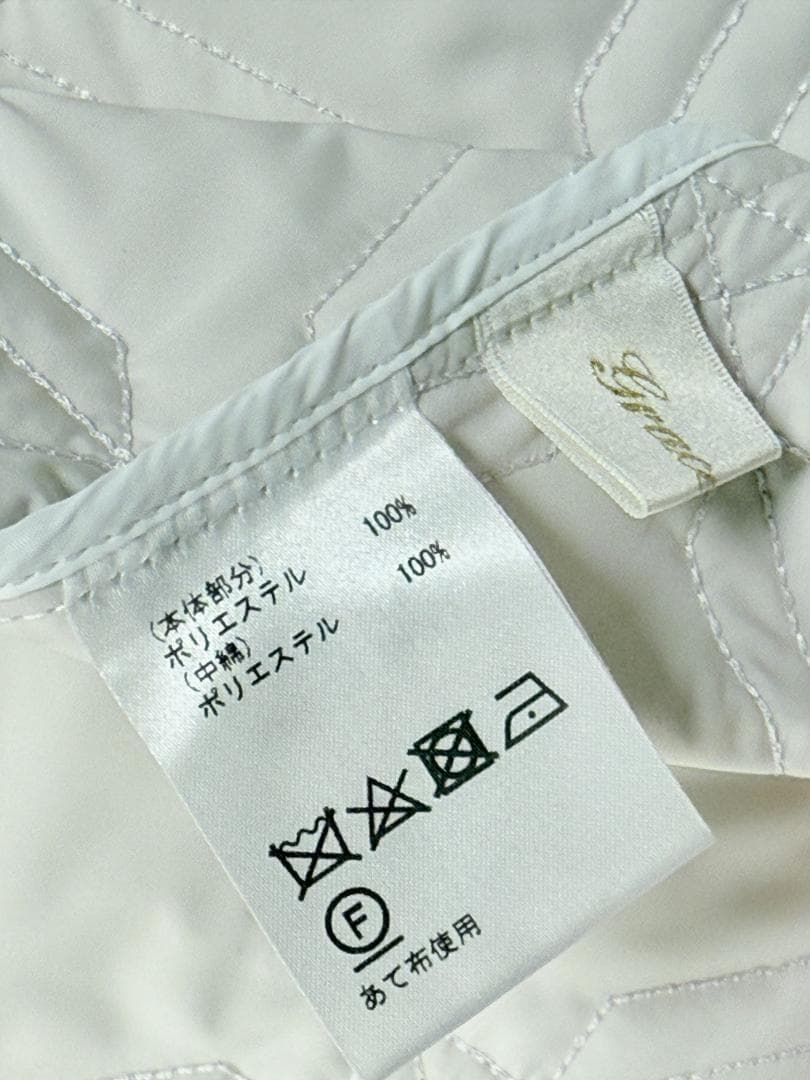 (本体部分)
ポリエステル 100%
(中綿)
ポリエステル 100%
F
あて布使用